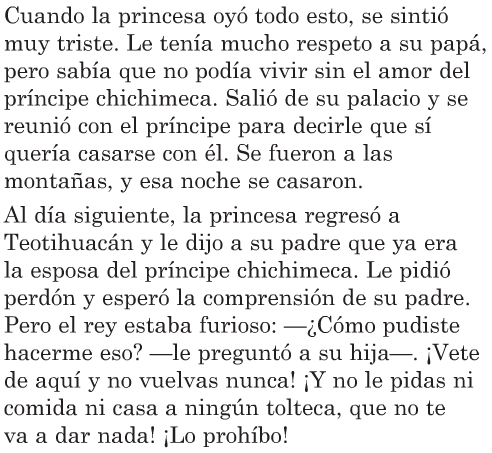 Cuando la princesa oyó todo esto, se sintió
muy triste. Le tenía mucho respeto a su papá,
pero sabía que no podía vivir sin el amor del
príncipe chichimeca. Salió de su palacio y se
reunió con el príncipe para decirle que sí
quería casarse con él. Se fueron a las
montañas, y esa noche se casaron.
Al día siguiente, la princesa regresó a
Teotihuacán y le dijo a su padre que ya era
la esposa del príncipe chichimeca. Le pidió
perdón y esperó la comprensión de su padre.
Pero el rey estaba furioso: —¿Cómo pudiste
hacerme eso? —le preguntó a su hija—. ¡Vete
de aquí y no vuelvas nunca! ¡Y no le pidas ni
comida ni casa a ningún tolteca, que no te
va a dar nada! ¡Lo prohíbo!